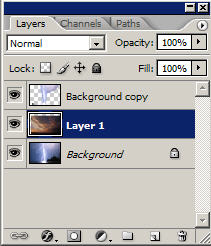 Layers Channels Paths
Normal Opacity: 100%
Lock: Fill: 100%
Background copy
Layer 1
Background